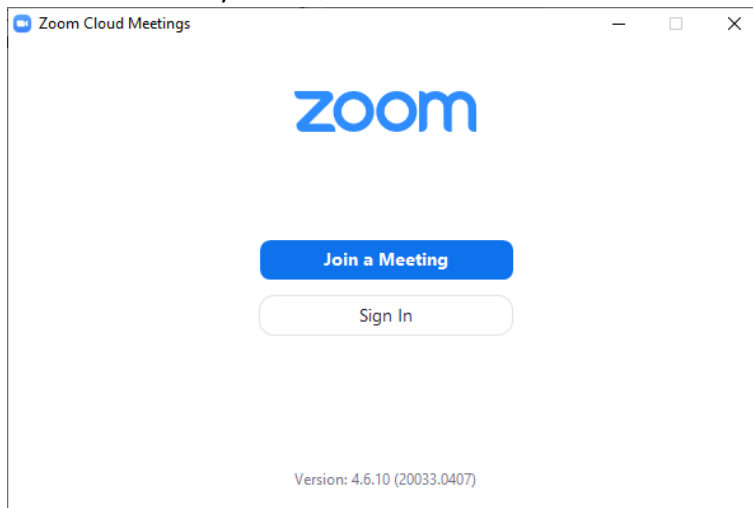 Zoom Cloud Meetings
zoom
Join a Meeting
Sign In
Version: 4.6.10 (20033.0407)